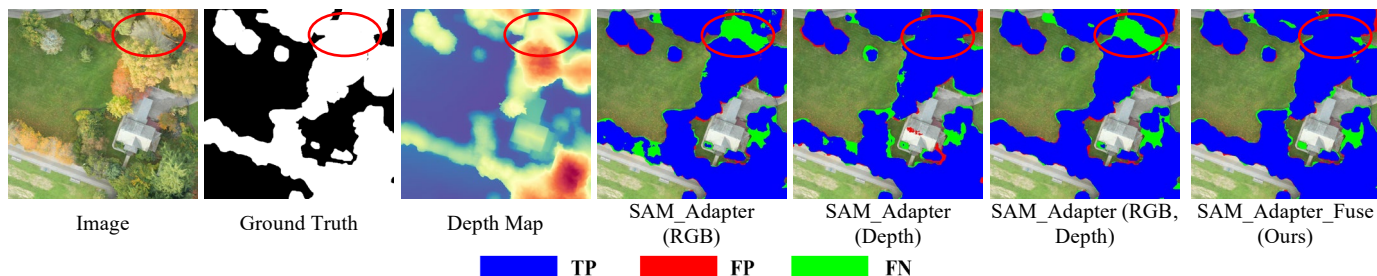 Image
Ground Truth
Depth Map
SAM_Adapter
(RGB)
SAM_Adapter
(Depth)
SAM_Adapter (RGB,
Depth)
SAM_Adapter_Fuse
(Ours)
TP
FP
FN